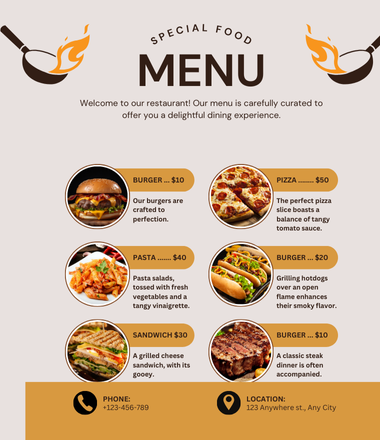 SPECIAL FOOD
MENU
Welcome to our restaurant! Our menu is carefully curated to
offer you a delightful dining experience.
BURGER ... $10
Our burgers are
crafted to
perfection.
PIZZA ........ $50
The perfect pizza
slice boasts a
balance of tangy
tomato sauce.
PASTA ....... $40
Pasta salads,
tossed with fresh
vegetables and a
tangy vinaigrette.
BURGER ... $20
Grilling hotdogs
over an open
flame enhances
their smoky flavor.
SANDWICH $30
A grilled cheese
sandwich, with its
gooey.
BURGER ... $10
A classic steak
dinner is often
accompanied.
PHONE:
+123-456-789
LOCATION:
123 Anywhere st., Any City